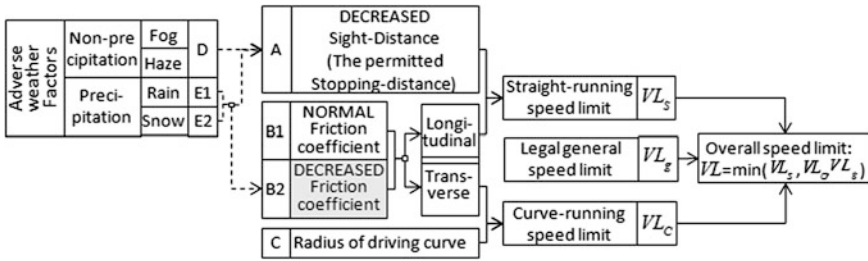 Adverse
weather
Factors
Non-pre
cipitation
Preci-
pitation
Fog
Haze
Rain
Snow
D
E1
E2
A
DECREASED
Sight-Distance
(The permitted
Stopping-distance)
B1
NORMAL
Friction
coefficient
B2
DECREASED
Friction
coefficient
C
Radius of driving curve
Longi-
tudinal
Trans-
verse
Straight-running
speed limit
VLs
Legal general
speed limit
VLg
Curve-running
speed limit
VLC
Overall speed limit:
VL=min(VLs,VLc,VLg)